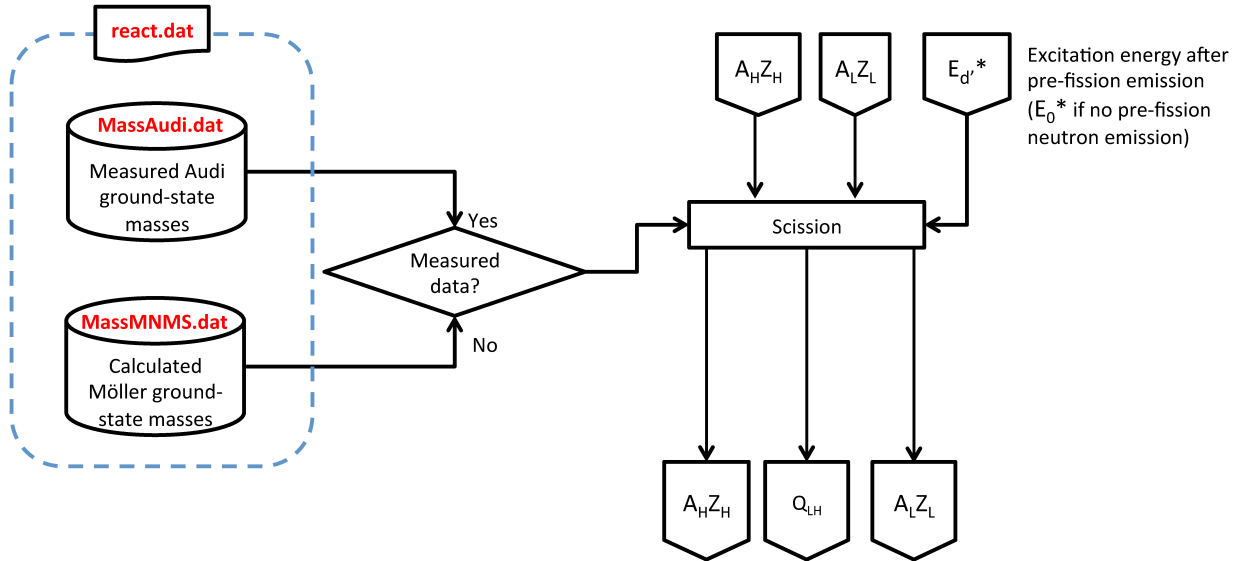 react.dat
MassAudi.dat
Measured Audi
ground-state
masses
MassMNMS.dat
Calculated
Möller ground-
state masses
Yes
Measured
data?
No
AHZH
ALZL
Ed'*
Excitation energy after
pre-fission emission
(E0* if no pre-fission
neutron emission)
Scission
AHZH
QLH
ALZL